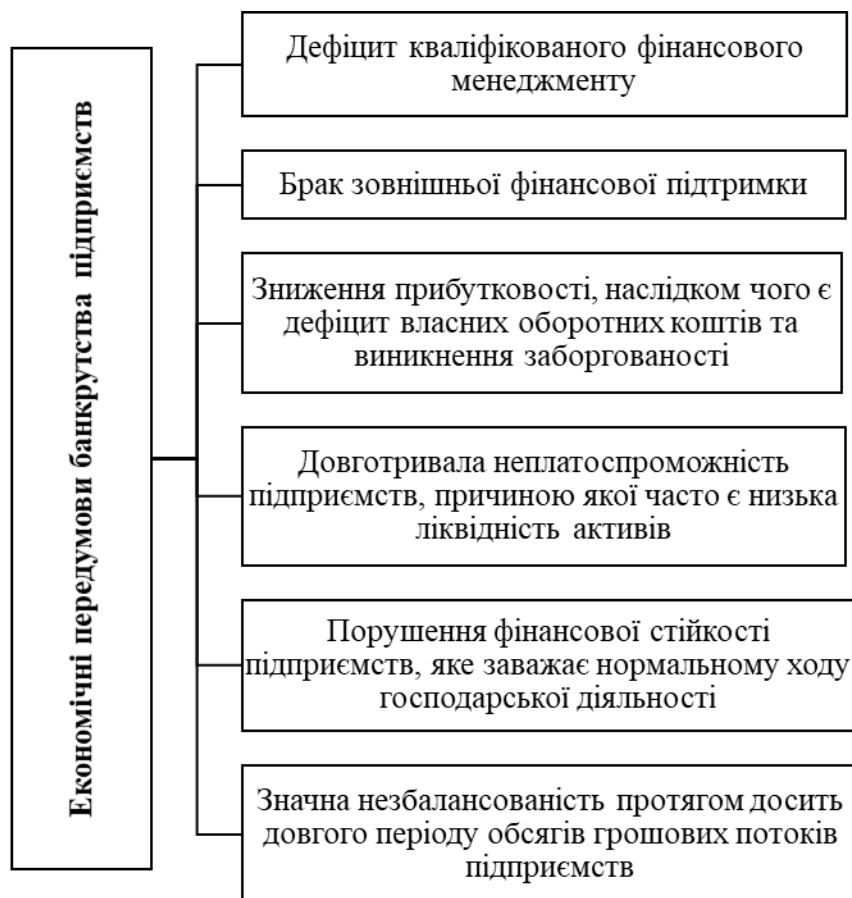 Економічні передумови банкрутства підприємств
Дефіцит кваліфікованого фінансового
менеджменту
Брак зовнішньої фінансової підтримки
Зниження прибутковості, наслідком чого є
дефіцит власних оборотних коштів та
виникнення заборгованості
Довготривала неплатоспроможність
підприємств, причиною якої часто є низька
ліквідність активів
Порушення фінансової стійкості
підприємств, яке заважає нормальному ходу
господарської діяльності
Значна незбалансованість протягом досить
довгого періоду обсягів грошових потоків
підприємств